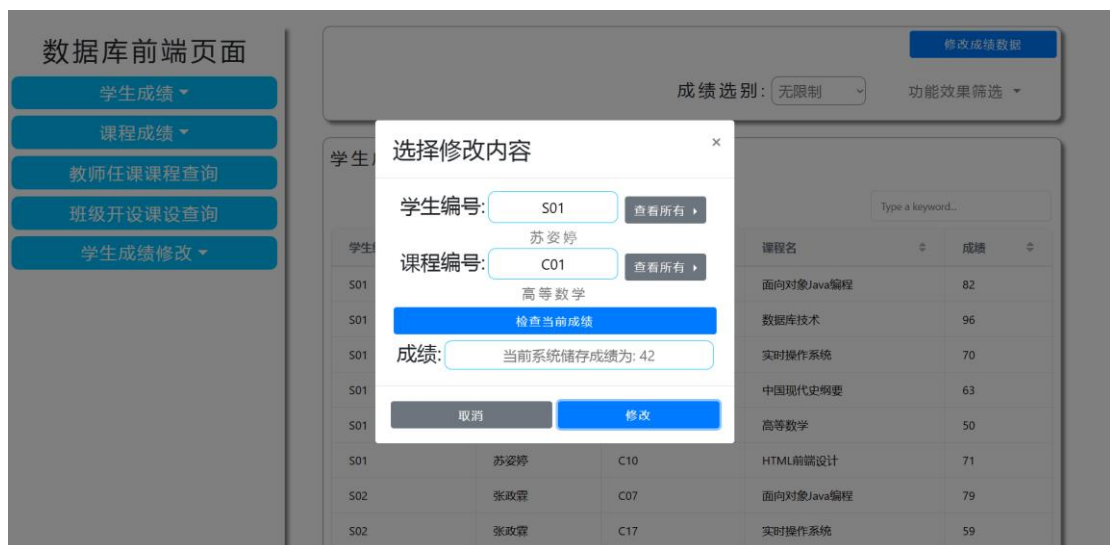 数据库前端页面
学生成绩
课程成绩
教师任课课程查询
班级开设课设查询
学生成绩修改
修改成绩数据
成绩选别: 无限制 功能效果筛选
学生
Type a keyword...
选择修改内容 ×
学生编号: S01 查看所有
苏姿婷
课程编号: C01 查看所有
高等数学
检查当前成绩
成绩: 当前系统储存成绩为: 42
取消 修改
学生 课程名 成绩
S01 面向对象Java编程 82
S01 数据库技术 96
S01 实时操作系统 70
S01 中国现代史纲要 63
S01 高等数学 50
S01 苏姿婷 C10 HTML前端设计 71
S02 张政霖 C07 面向对象Java编程 79
S02 张政霖 C17 实时操作系统 59